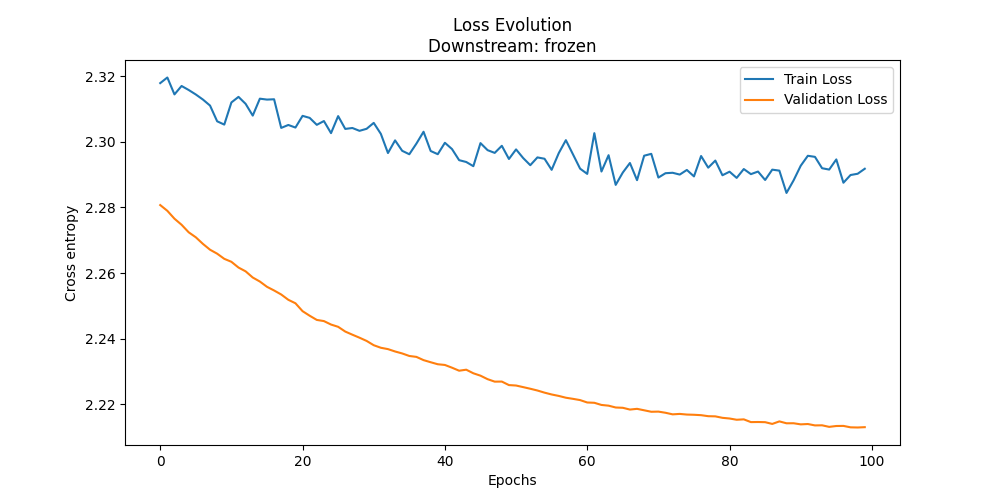 Loss Evolution
Downstream: frozen
Train Loss
Validation Loss
Cross entropy
2.32
2.30
2.28
2.26
2.24
2.22
0
20
40
60
80
100
Epochs